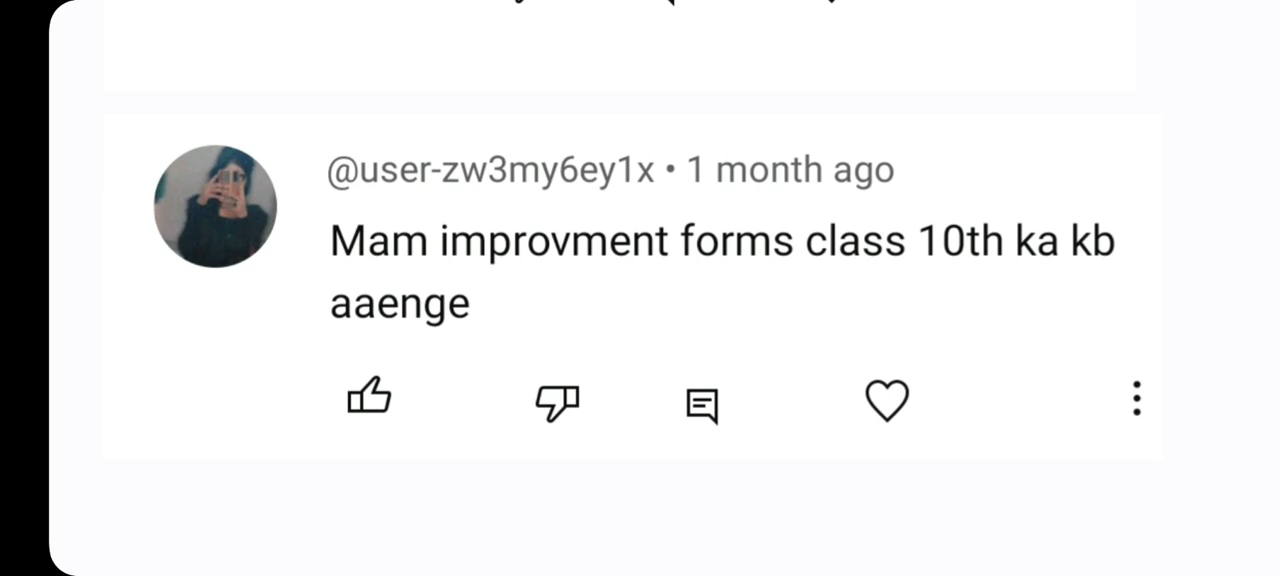 @user-zw3my6ey1x • 1 month ago
Mam improvment forms class 10th ka kb
aaenge